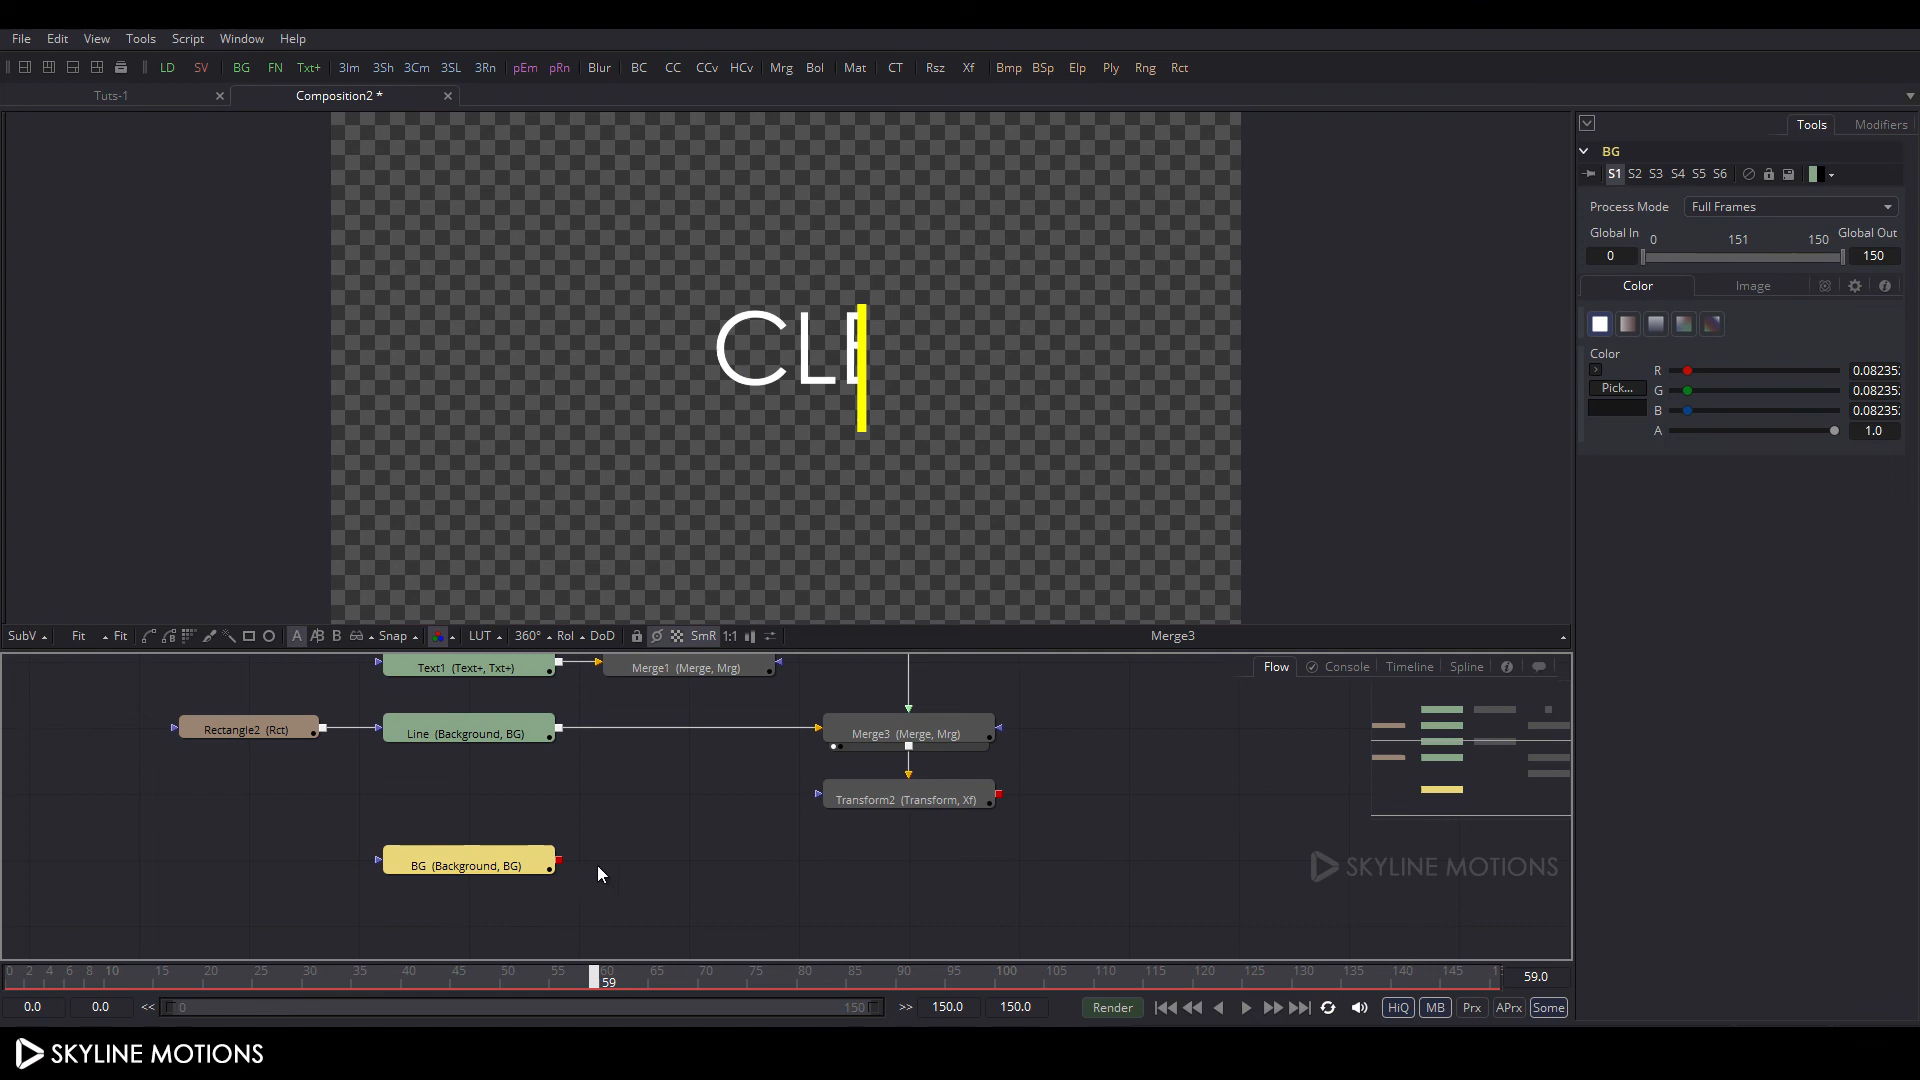 File Edit View Tools Script Window Help
LD SV BG FN Txt+ 3Im 3Sh 3Cm 3SL 3Rn pEm pRn Blur BC CC CCv HCv Mrg Bol Mat CT Rsz Xf Bmp BSp Elp Ply Rng Rct
Tuts-1 Composition2 *
Tools Modifiers
BG
S1 S2 S3 S4 S5 S6
Process Mode Full Frames
Global In 0 151 150 Global Out
0 150
Color Image
Color
R 0.08235
Pick... G 0.08235
B 0.08235
A 1.0
CLE
SubV Fit Fit A B Snap LUT 360° RoI DoD SmR 1:1 Merge3
Flow Console Timeline Spline
Text1 (Text+, Txt+) Merge1 (Merge, Mrg)
Rectangle2 (Rct) Line (Background, BG) Merge3 (Merge, Mrg)
Transform2 (Transform, Xf)
BG (Background, BG)
SKYLINE MOTIONS
0 2 4 6 8 10 15 20 25 30 35 40 45 50 55 60 65 70 75 80 85 90 95 100 105 110 115 120 125 130 135 140 145
59 59.0
0.0 0.0 << 0 150 >> 150.0 150.0 Render HiQ MB Prx APrx Some
SKYLINE MOTIONS